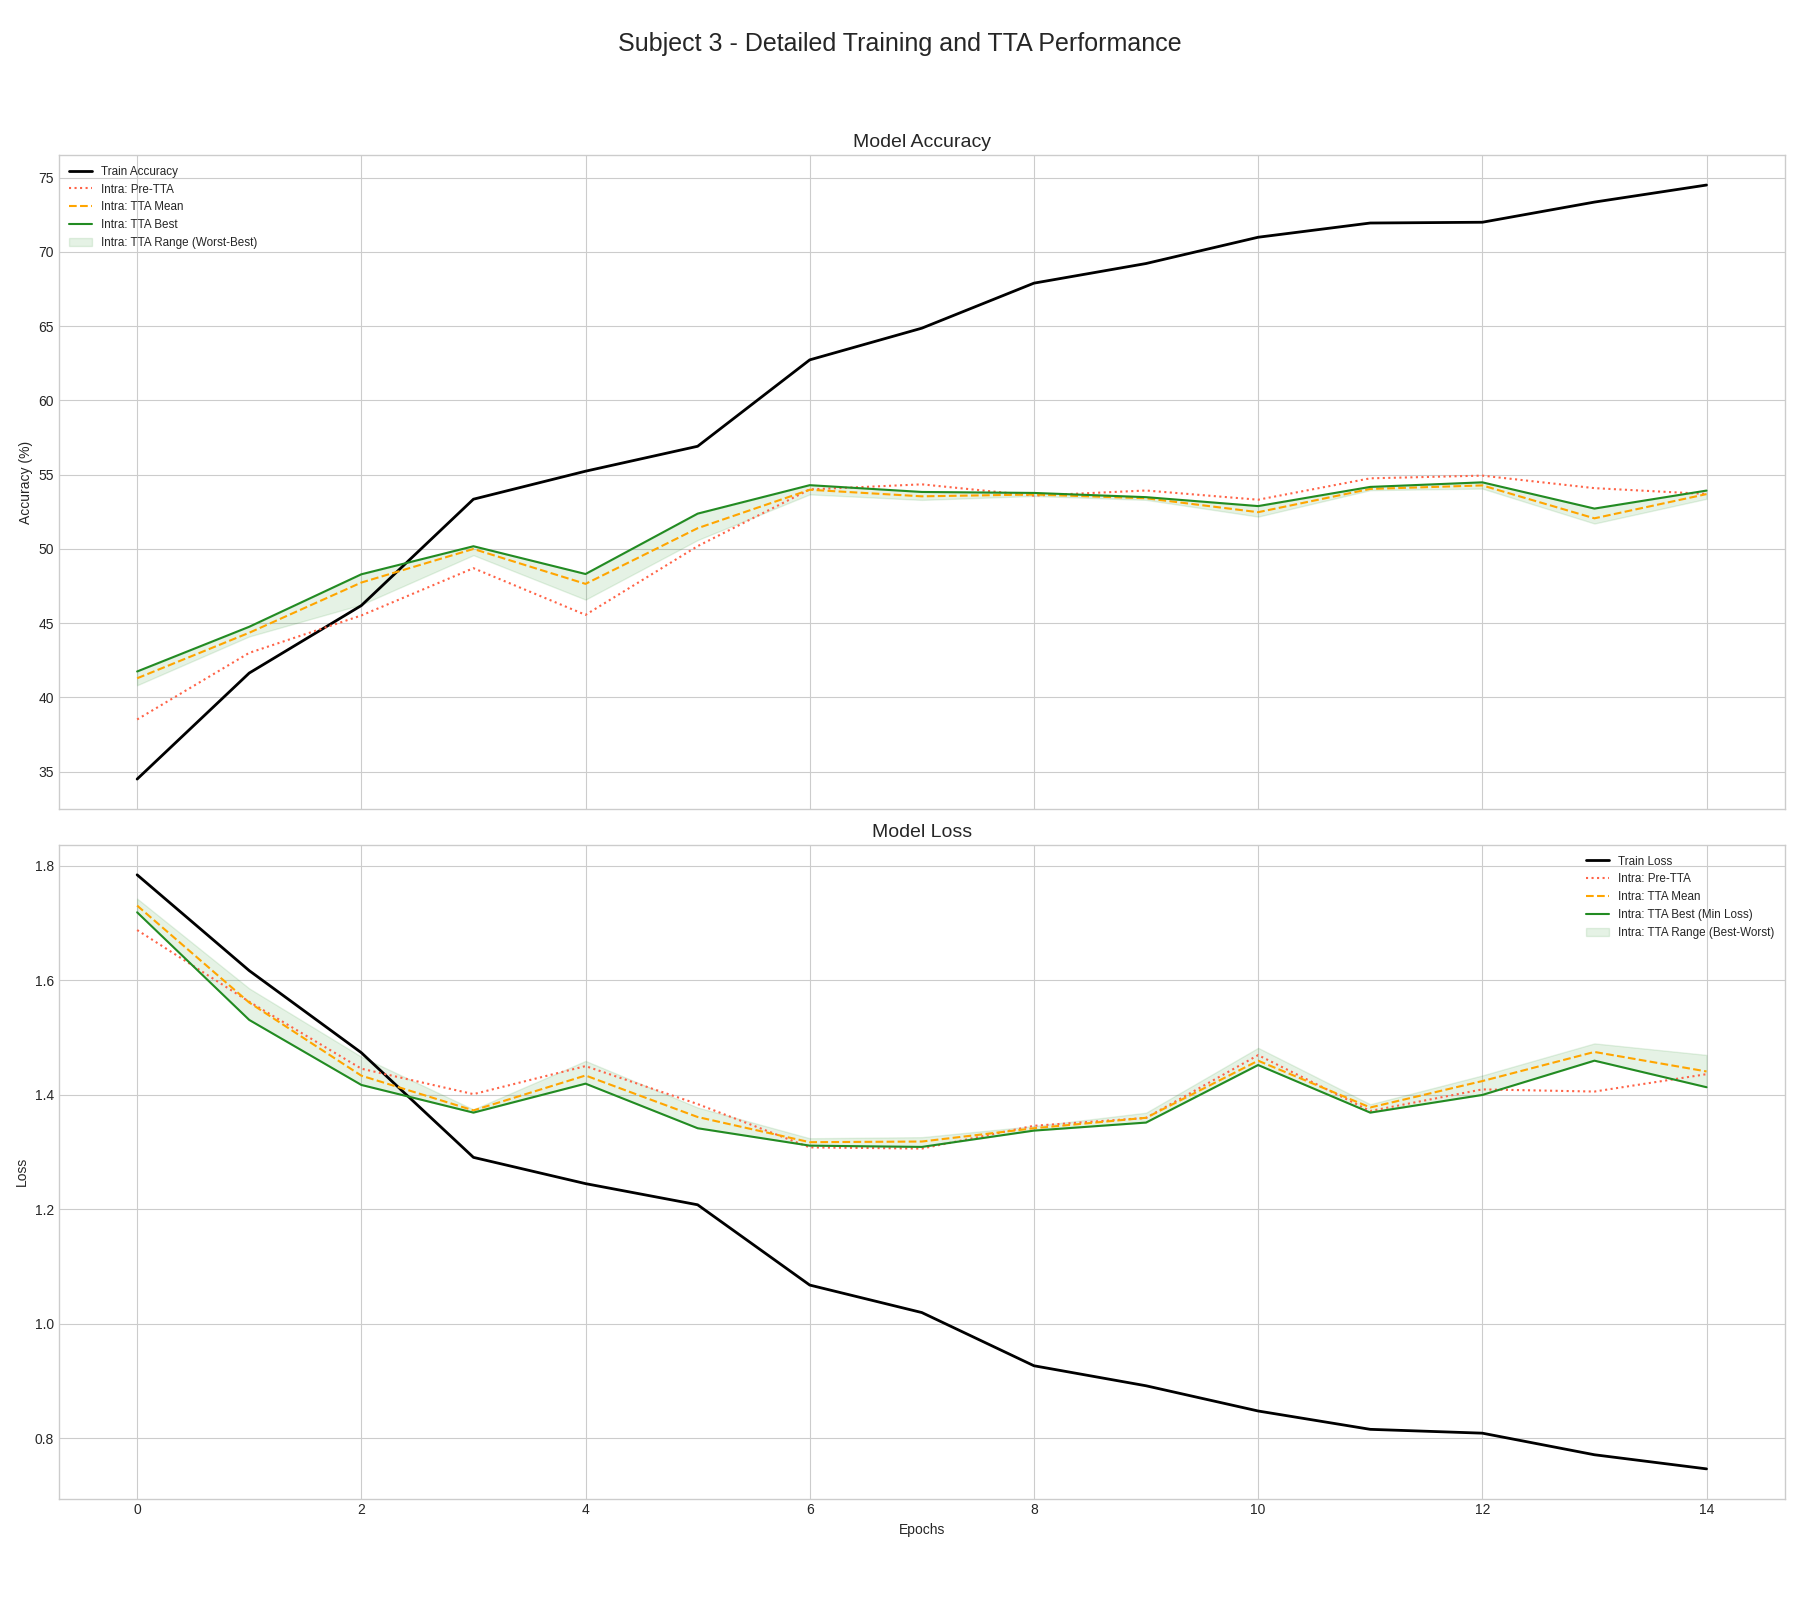 Subject 3 - Detailed Training and TTA Performance
Model Accuracy
Train Accuracy
Intra: Pre-TTA
Intra: TTA Mean
Intra: TTA Best
Intra: TTA Range (Worst-Best)
75
70
65
60
55
50
45
40
35
Accuracy (%)
Model Loss
Train Loss
Intra: Pre-TTA
Intra: TTA Mean
Intra: TTA Best (Min Loss)
Intra: TTA Range (Best-Worst)
1.8
1.6
1.4
1.2
1.0
0.8
Loss
0 2 4 6 8 10 12 14
Epochs